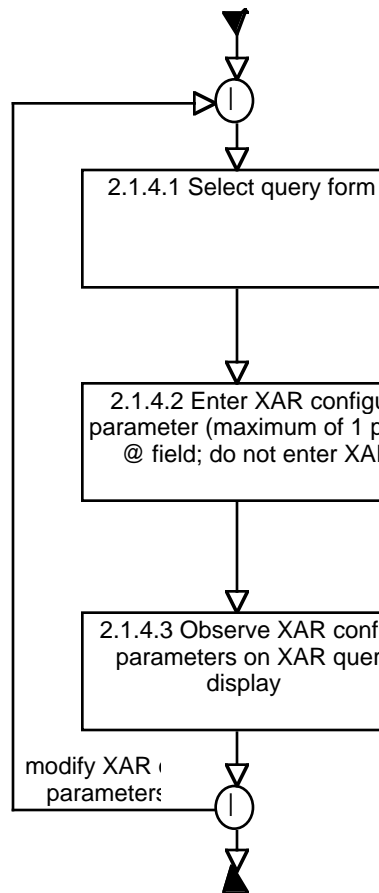 |
2.1.4.1 Select query form
2.1.4.2 Enter XAR configu
parameter (maximum of 1 p
@ field; do not enter XAR
2.1.4.3 Observe XAR conf
parameters on XAR quer
display
modify XAR
parameters
|